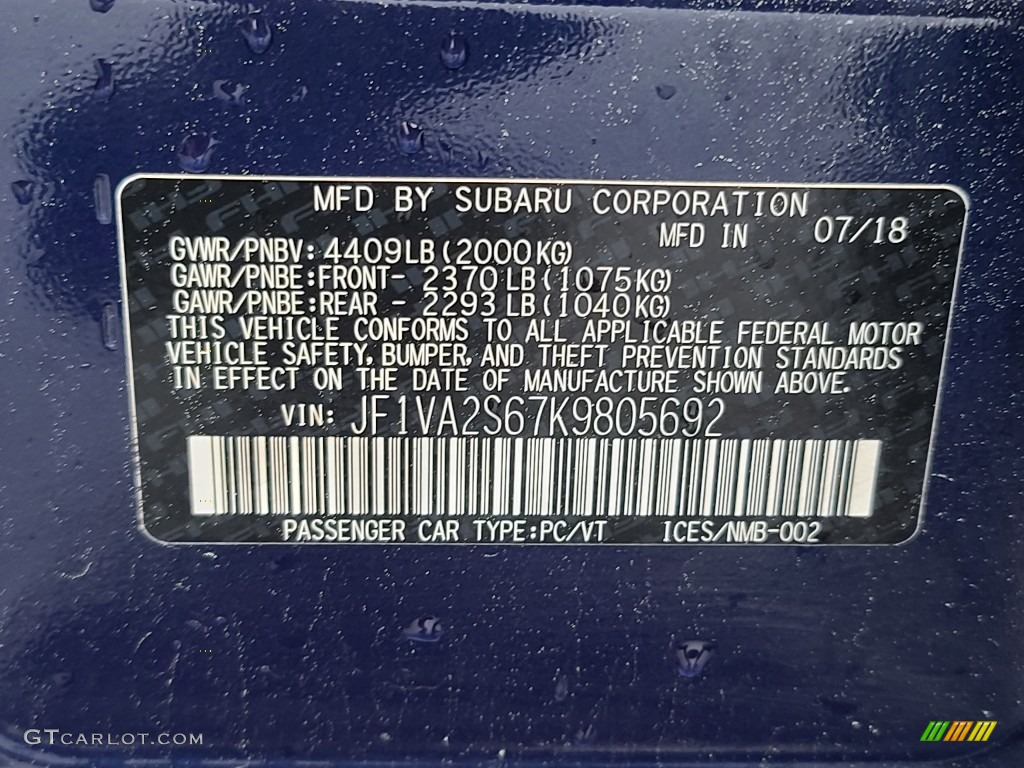 MFD BY SUBARU CORPORATION
MFD IN 07/18
GVWR/PNBV: 4409LB(2000KG)
GAWR/PNBE:FRONT- 2370LB(1075KG)
GAWR/PNBE:REAR - 2293LB(1040KG)
THIS VEHICLE CONFORMS TO ALL APPLICABLE FEDERAL MOTOR
VEHICLE SAFETY, BUMPER, AND THEFT PREVENTION STANDARDS
IN EFFECT ON THE DATE OF MANUFACTURE SHOWN ABOVE.
VIN: JF1VA2S67K9805692
PASSENGER CAR TYPE:PC/VT ICES/NMB-002
GTCARLOT.COM